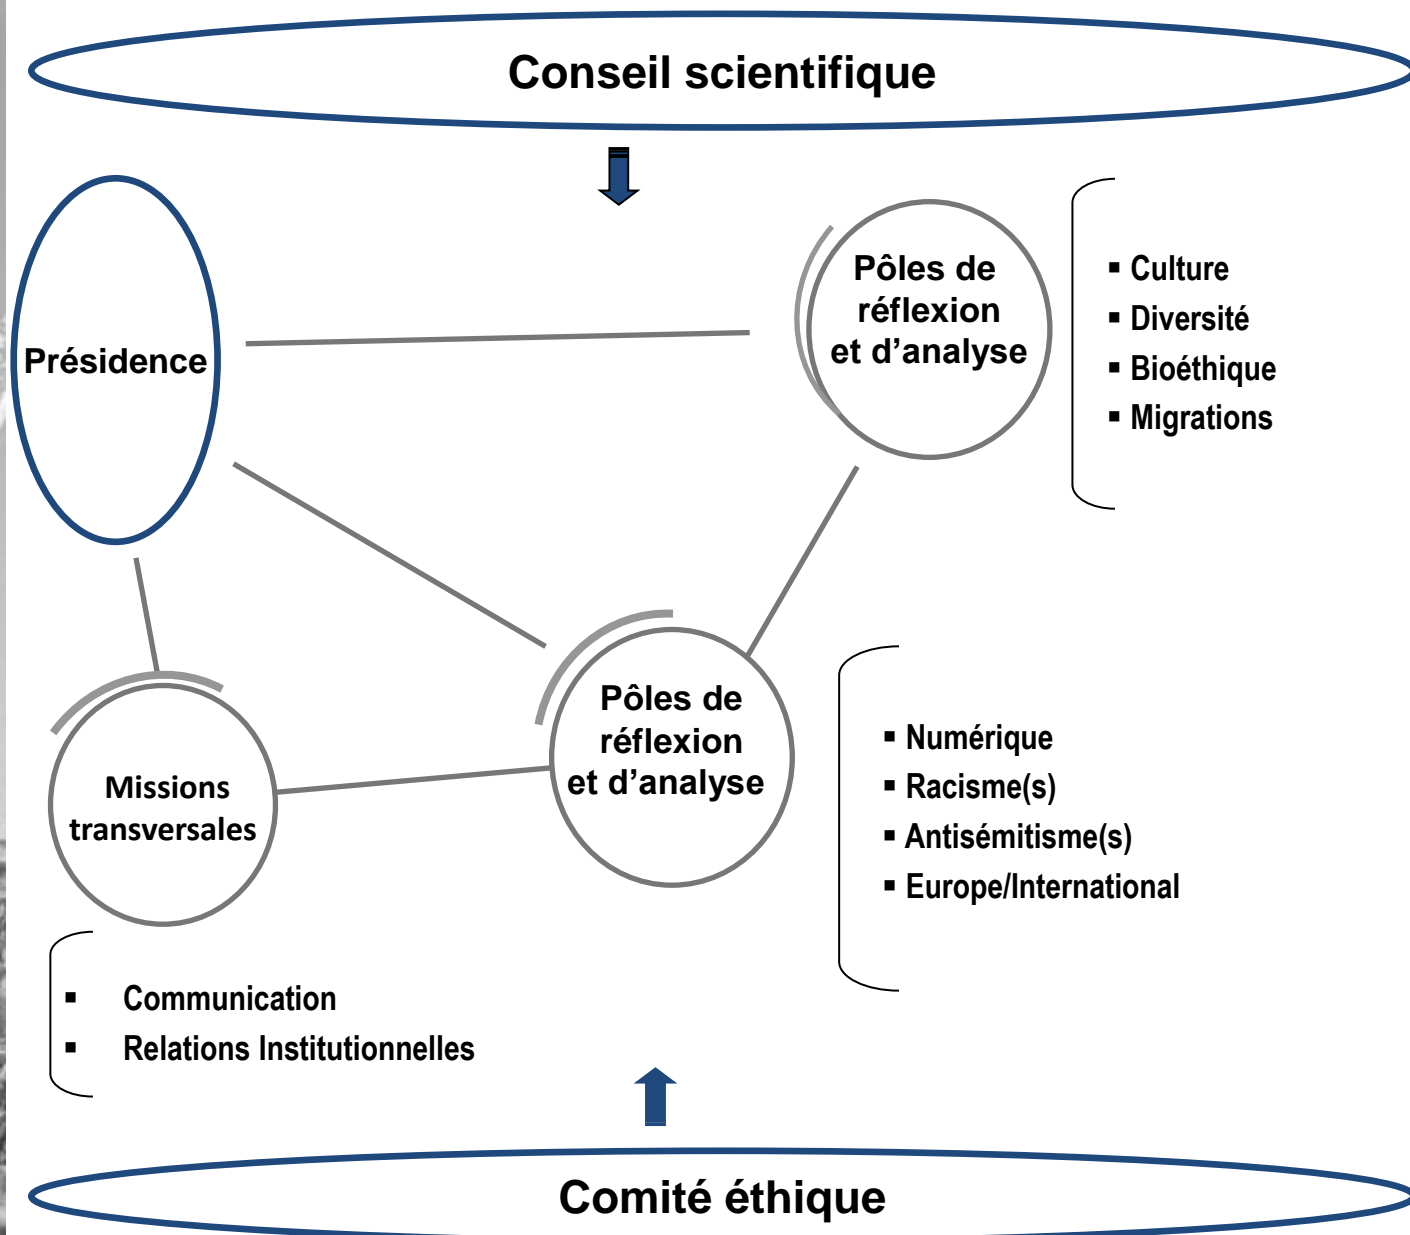 Conseil scientifique
Présidence
Pôles de
réflexion
et d’analyse
▪ Culture
▪ Diversité
▪ Bioéthique
▪ Migrations
Pôles de
réflexion
et d’analyse
▪ Numérique
▪ Racisme(s)
▪ Antisémitisme(s)
▪ Europe/International
Missions
transversales
▪ Communication
▪ Relations Institutionnelles
Comité éthique